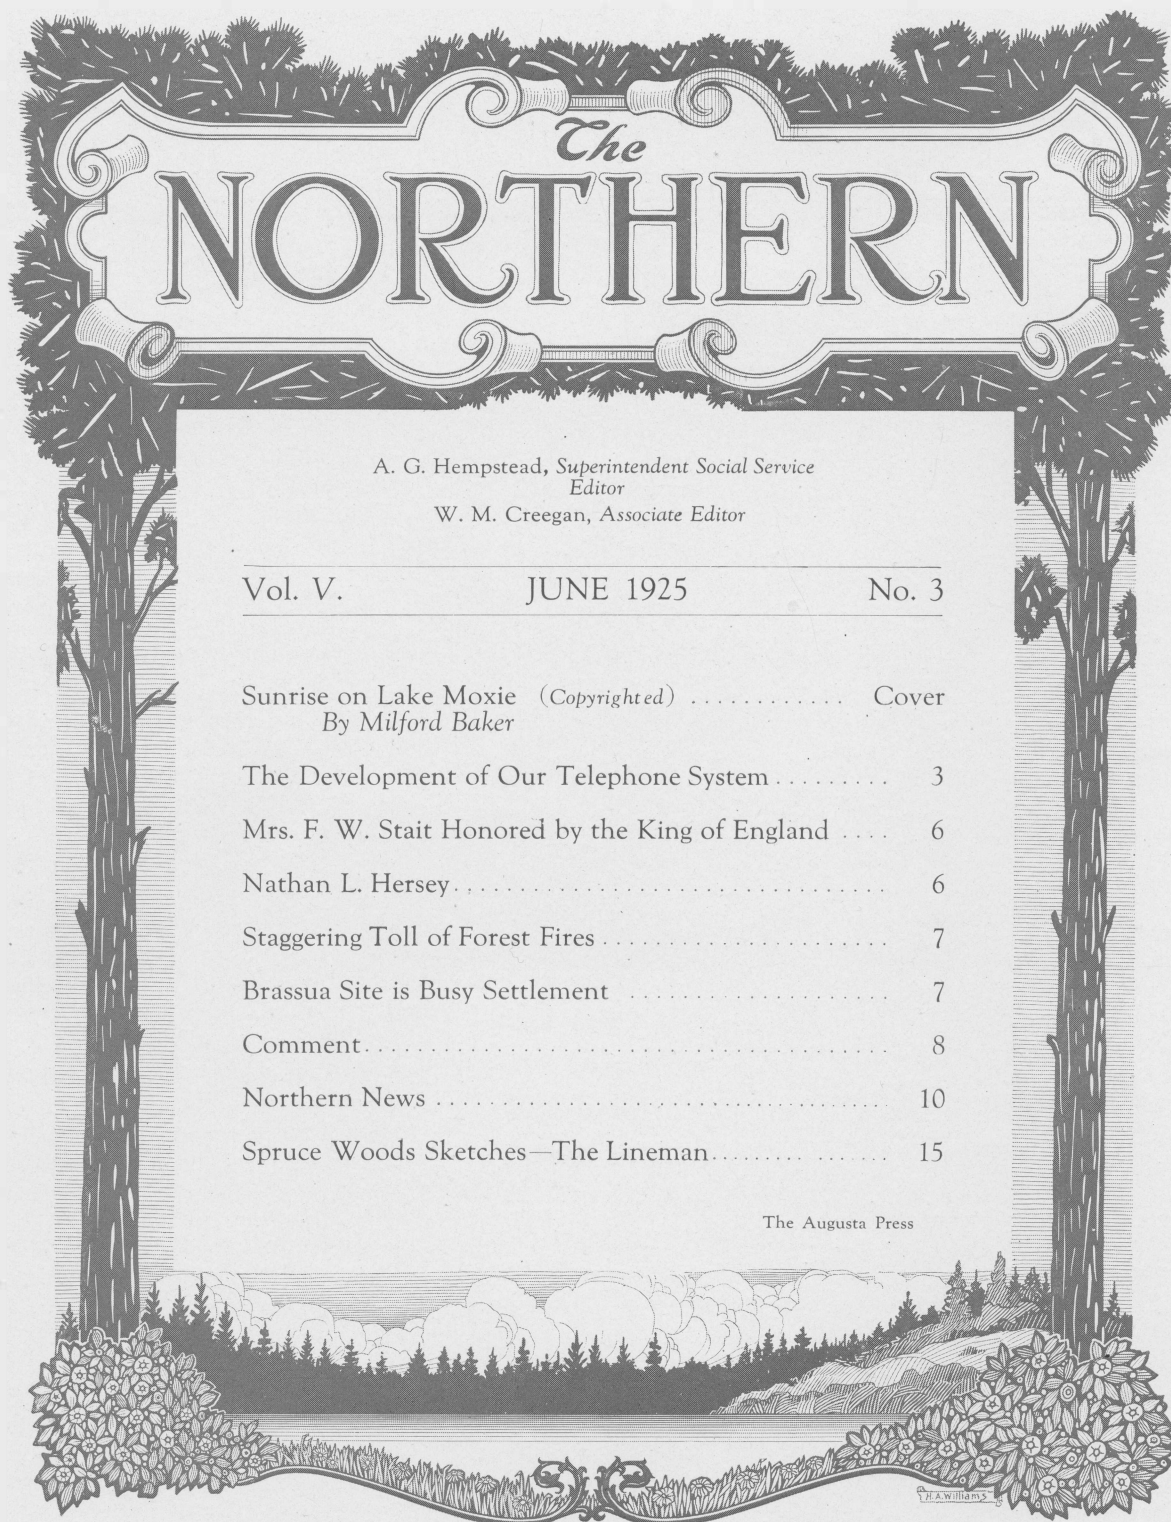 The
NORTHERN
A. G. Hempstead, Superintendent Social Service
Editor
W. M. Creegan, Associate Editor
Vol. V. JUNE 1925 No. 3
Sunrise on Lake Moxie (Copyrighted) ............ Cover
By Milford Baker
The Development of Our Telephone System ......... 3
Mrs. F. W. Stait Honored by the King of England .... 6
Nathan L. Hersey ................................. 6
Staggering Toll of Forest Fires ...................... 7
Brassua Site is Busy Settlement .................... 7
Comment ........................................ 8
Northern News ................................... 10
Spruce Woods Sketches—The Lineman ......... ...... 15
The Augusta Press
H.A.Williams